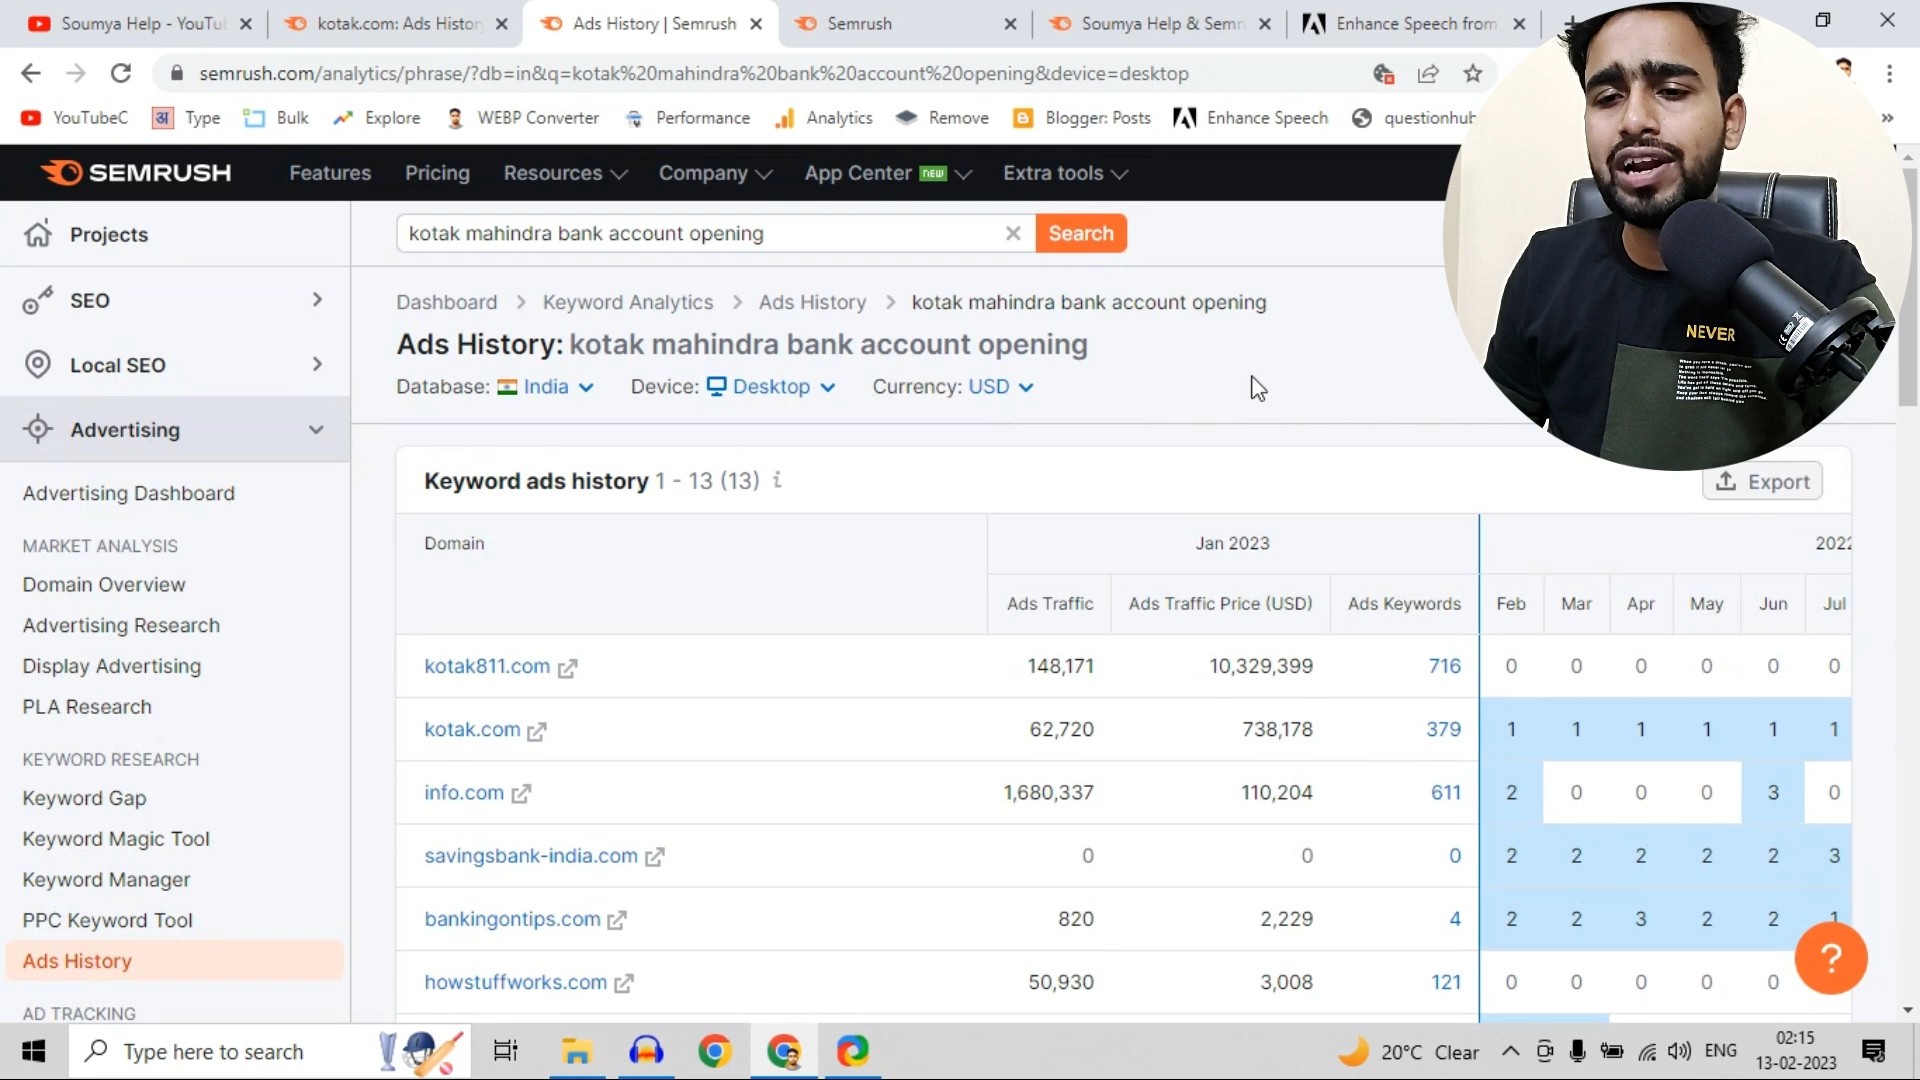 Soumya Help - YouTu
kotak.com: Ads Histor
Ads History | Semrush
Semrush
Soumya Help & Semr
Enhance Speech from
semrush.com/analytics/phrase/?db=in&q=kotak%20mahindra%20bank%20account%20opening&device=desktop
YouTubeC
अ Type
Bulk
Explore
WEBP Converter
Performance
Analytics
Remove
Blogger: Posts
Enhance Speech
questionhub
»
SEMRUSH
Features
Pricing
Resources
Company
App Center new
Extra tools
Projects
SEO
Local SEO
Advertising
Advertising Dashboard
MARKET ANALYSIS
Domain Overview
Advertising Research
Display Advertising
PLA Research
KEYWORD RESEARCH
Keyword Gap
Keyword Magic Tool
Keyword Manager
PPC Keyword Tool
Ads History
AD TRACKING
kotak mahindra bank account opening
Search
Dashboard > Keyword Analytics > Ads History > kotak mahindra bank account opening
Ads History: kotak mahindra bank account opening
Database: India Device: Desktop Currency: USD
Keyword ads history 1 - 13 (13) i
Export
Domain Jan 2023 2022
Ads Traffic Ads Traffic Price (USD) Ads Keywords Feb Mar Apr May Jun Jul
kotak811.com 148,171 10,329,399 716 0 0 0 0 0 0
kotak.com 62,720 738,178 379 1 1 1 1 1 1
info.com 1,680,337 110,204 611 2 0 0 0 3 0
savingsbank-india.com 0 0 0 2 2 2 2 2 3
bankingontips.com 820 2,229 4 2 2 3 2 2 1
howstuffworks.com 50,930 3,008 121 0 0 0 0 0
?
NEVER
Type here to search
20°C Clear
ENG
02:15
13-02-2023